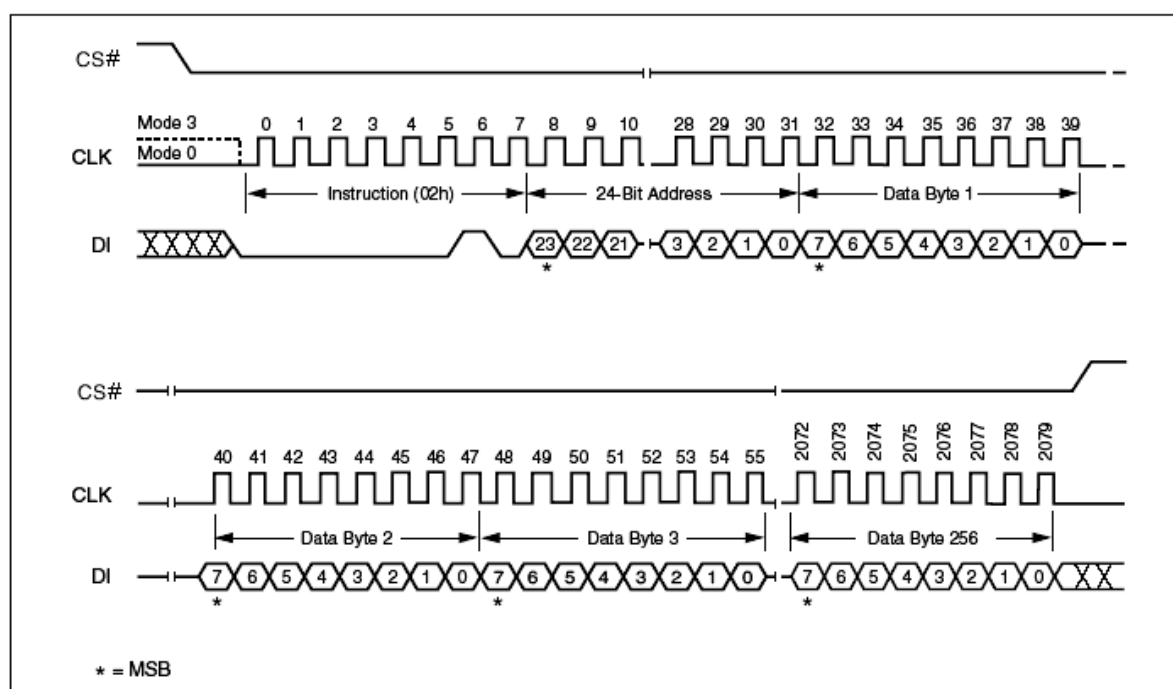 CS#
Mode 3
0 1 2 3 4 5 6 7 8 9 10 28 29 30 31 32 33 34 35 36 37 38 39
Mode 0
CLK
Instruction (02h) 24-Bit Address Data Byte 1
DI 23 22 21 3 2 1 0 7 6 5 4 3 2 1 0
* *
CS#
40 41 42 43 44 45 46 47 48 49 50 51 52 53 54 55 2072 2073 2074 2075 2076 2077 2078 2079
CLK
Data Byte 2 Data Byte 3 Data Byte 256
DI 7 6 5 4 3 2 1 0 7 6 5 4 3 2 1 0 7 6 5 4 3 2 1 0
* * *
* = MSB